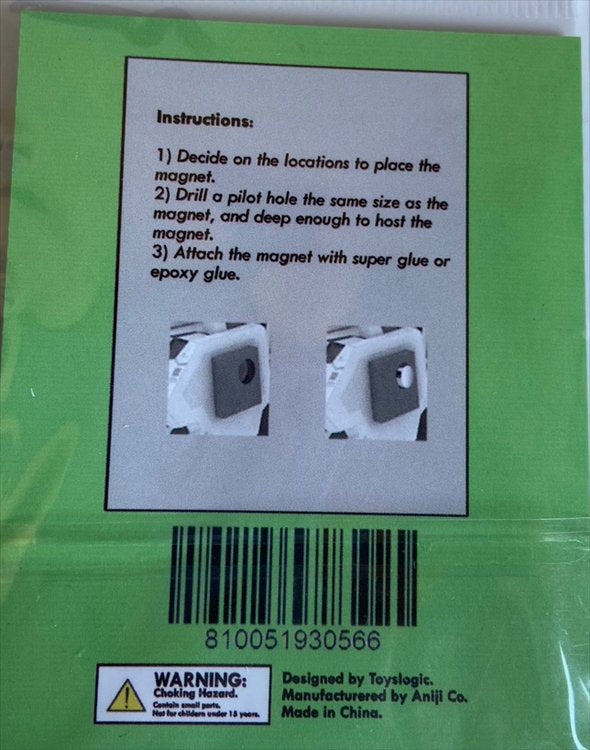 Instructions:
1) Decide on the locations to place the
magnet.
2) Drill a pilot hole the same size as the
magnet, and deep enough to host the
magnet.
3) Attach the magnet with super glue or
epoxy glue.
810051930566
WARNING:
Choking Hazard.
Contain small parts.
Not for childern under 15 years.
Designed by Toyslogic.
Manufacturered by Aniji Co.
Made in China.